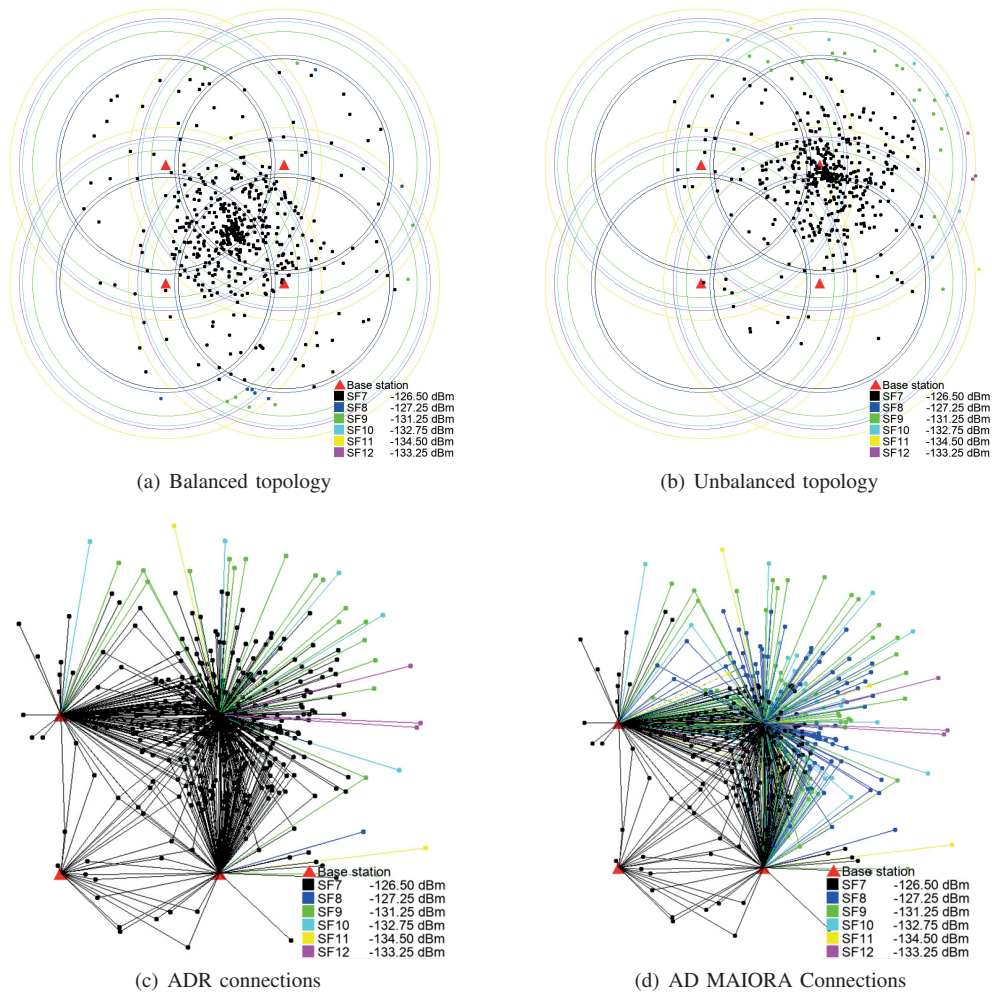 Base station
SF7 -126.50 dBm
SF8 -127.25 dBm
SF9 -131.25 dBm
SF10 -132.75 dBm
SF11 -134.50 dBm
SF12 -133.25 dBm
(a) Balanced topology
Base station
SF7 -126.50 dBm
SF8 -127.25 dBm
SF9 -131.25 dBm
SF10 -132.75 dBm
SF11 -134.50 dBm
SF12 -133.25 dBm
(b) Unbalanced topology
Base station
SF7 -126.50 dBm
SF8 -127.25 dBm
SF9 -131.25 dBm
SF10 -132.75 dBm
SF11 -134.50 dBm
SF12 -133.25 dBm
(c) ADR connections
Base station
SF7 -126.50 dBm
SF8 -127.25 dBm
SF9 -131.25 dBm
SF10 -132.75 dBm
SF11 -134.50 dBm
SF12 -133.25 dBm
(d) AD MAIORA Connections